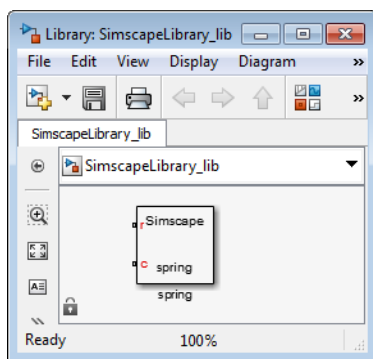 Library: SimscapeLibrary_lib
File Edit View Display Diagram »
»
SimscapeLibrary_lib
SimscapeLibrary_lib
r Simscape
c spring
spring
A
Ready 100%